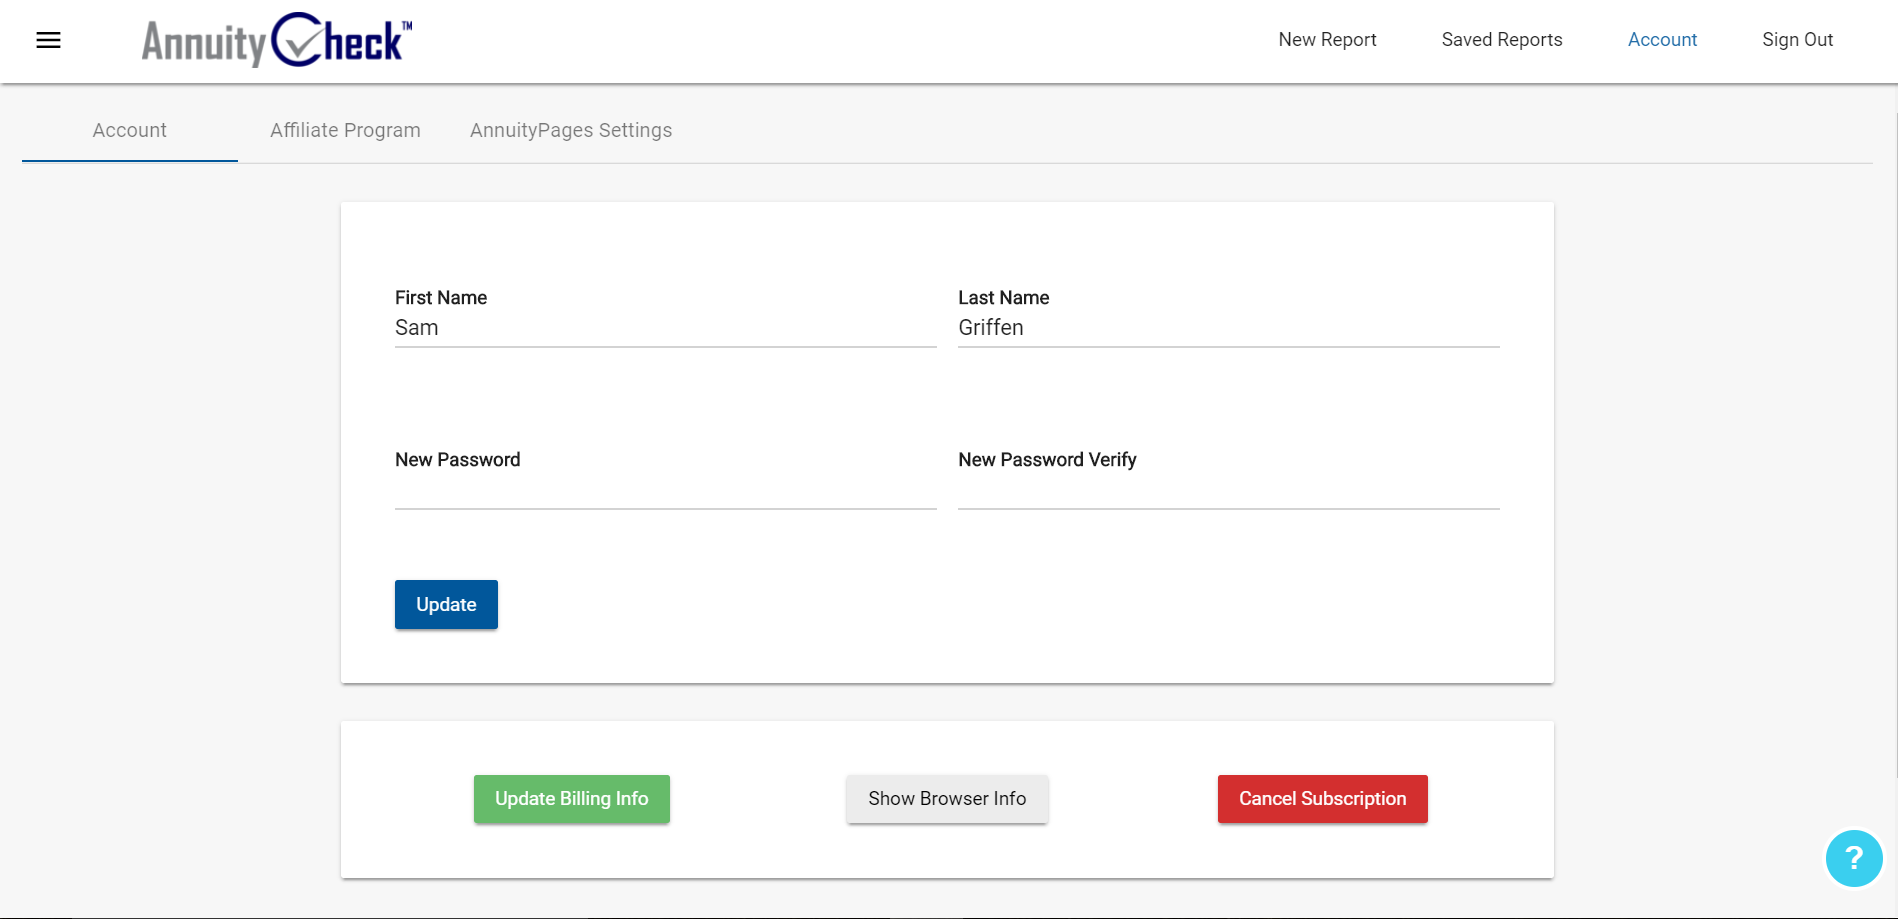 AnnuityCheck™
New Report Saved Reports Account Sign Out
Account Affiliate Program AnnuityPages Settings
First Name Last Name
Sam Griffen
New Password New Password Verify
Update
Update Billing Info Show Browser Info Cancel Subscription
?